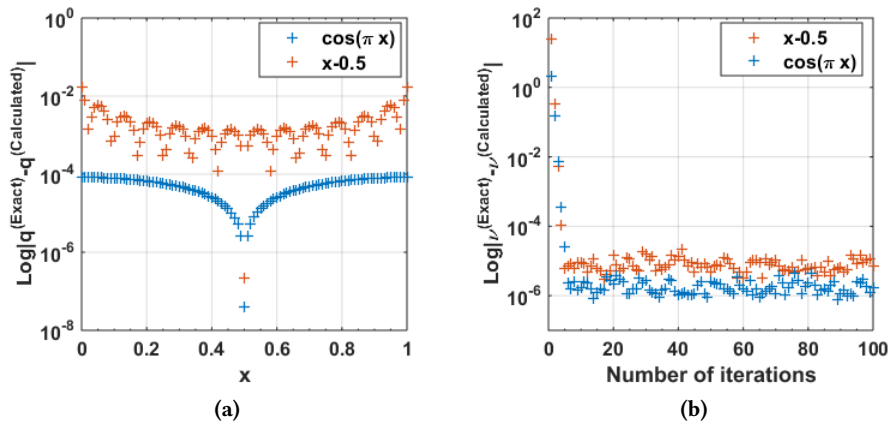 10^0
10^-2
10^-4
10^-6
10^-8
Log|q^(Exact)-q^(Calculated)|
cos(π x)
x-0.5
0 0.2 0.4 0.6 0.8 1
x
(a)
10^2
10^0
10^-2
10^-4
10^-6
Log|ν^(Exact)-ν^(Calculated)|
x-0.5
cos(π x)
0 20 40 60 80 100
Number of iterations
(b)